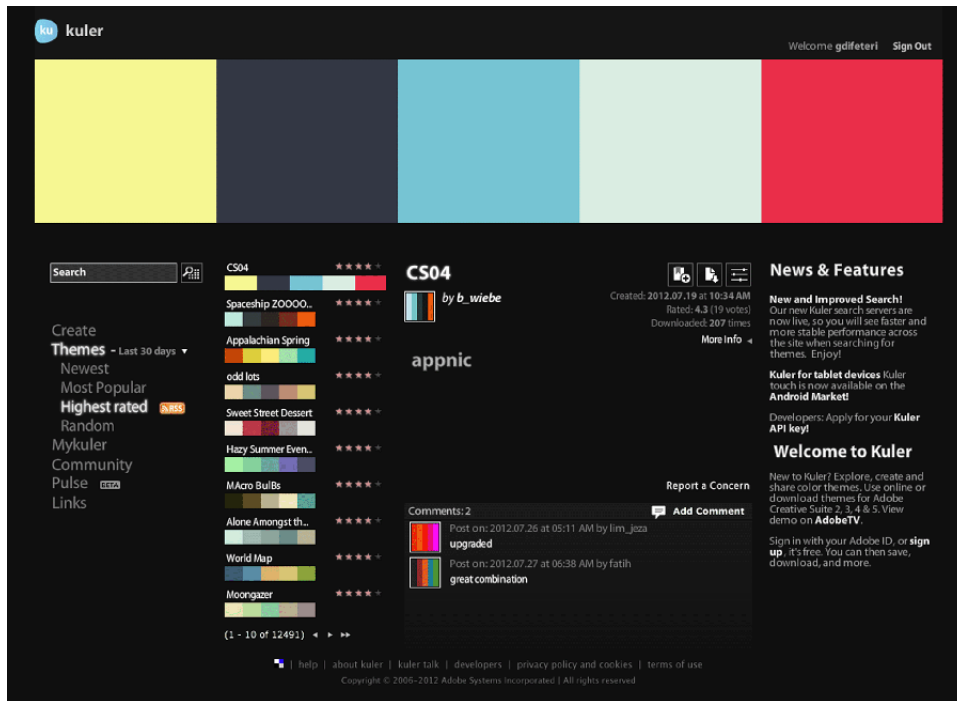 ku kuler
Welcome gdifeteri Sign Out
Search
Create
Themes - Last 30 days
Newest
Most Popular
Highest rated RSS
Random
Mykuler
Community
Pulse BETA
Links
CS04
Spaceship ZOOOO...
Appalachian Spring
odd lots
Sweet Street Dessert
Hazy Summer Even...
MAcro BulBs
Alone Amongst th...
World Map
Moongazer
(1 - 10 of 12491)
CS04
by b_wiebe
Created: 2012.07.19 at 10:34 AM
Rated: 4.3 (19 votes)
Downloaded: 207 times
More Info
appnic
Report a Concern
Comments: 2
Add Comment
Post on: 2012.07.26 at 05:11 AM by lim_jeza
upgraded
Post on: 2012.07.27 at 06:38 AM by fatih
great combination
News & Features
New and Improved Search!
Our new Kuler search servers are
now live, so you will see faster and
more stable performance across
the site when searching for
themes. Enjoy!
Kuler for tablet devices Kuler
touch is now available on the
Android Market!
Developers: Apply for your Kuler
API key!
Welcome to Kuler
New to Kuler? Explore, create and
share color themes. Use online or
download themes for Adobe
Creative Suite 2, 3, 4 & 5. View
demo on AdobeTV.
Sign in with your Adobe ID, or sign
up, it's free. You can then save,
download, and more.
| help | about kuler | kuler talk | developers | privacy policy and cookies | terms of use
Copyright © 2006-2012 Adobe Systems Incorporated | All rights reserved